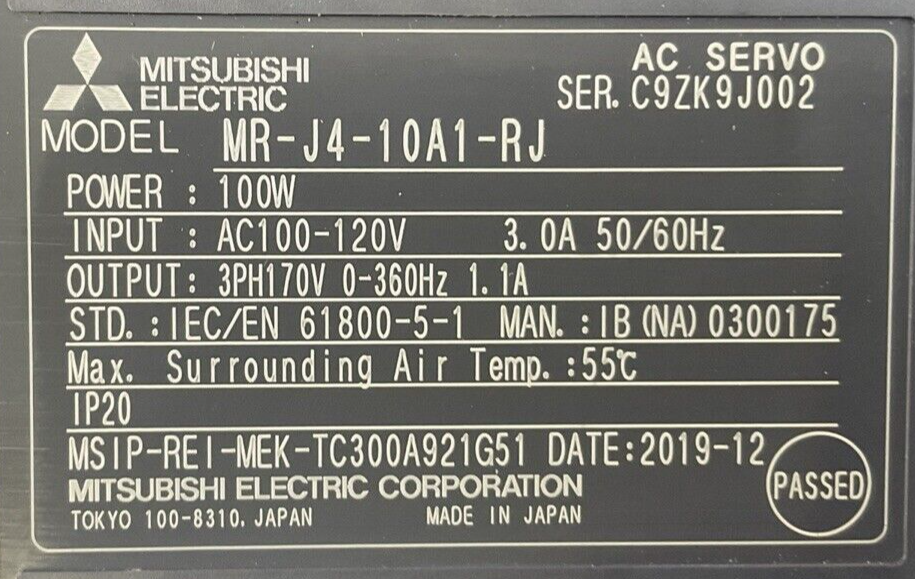 MITSUBISHI
ELECTRIC
AC SERVO
SER. C9ZK9J002
MODEL MR-J4-10A1-RJ
POWER : 100W
INPUT : AC100-120V 3.0A 50/60Hz
OUTPUT: 3PH170V 0-360Hz 1.1A
STD. : IEC/EN 61800-5-1 MAN. : IB(NA)0300175
Max. Surrounding Air Temp. :55℃
IP20
MSIP-REI-MEK-TC300A921G51 DATE:2019-12
PASSED
MITSUBISHI ELECTRIC CORPORATION
TOKYO 100-8310, JAPAN MADE IN JAPAN